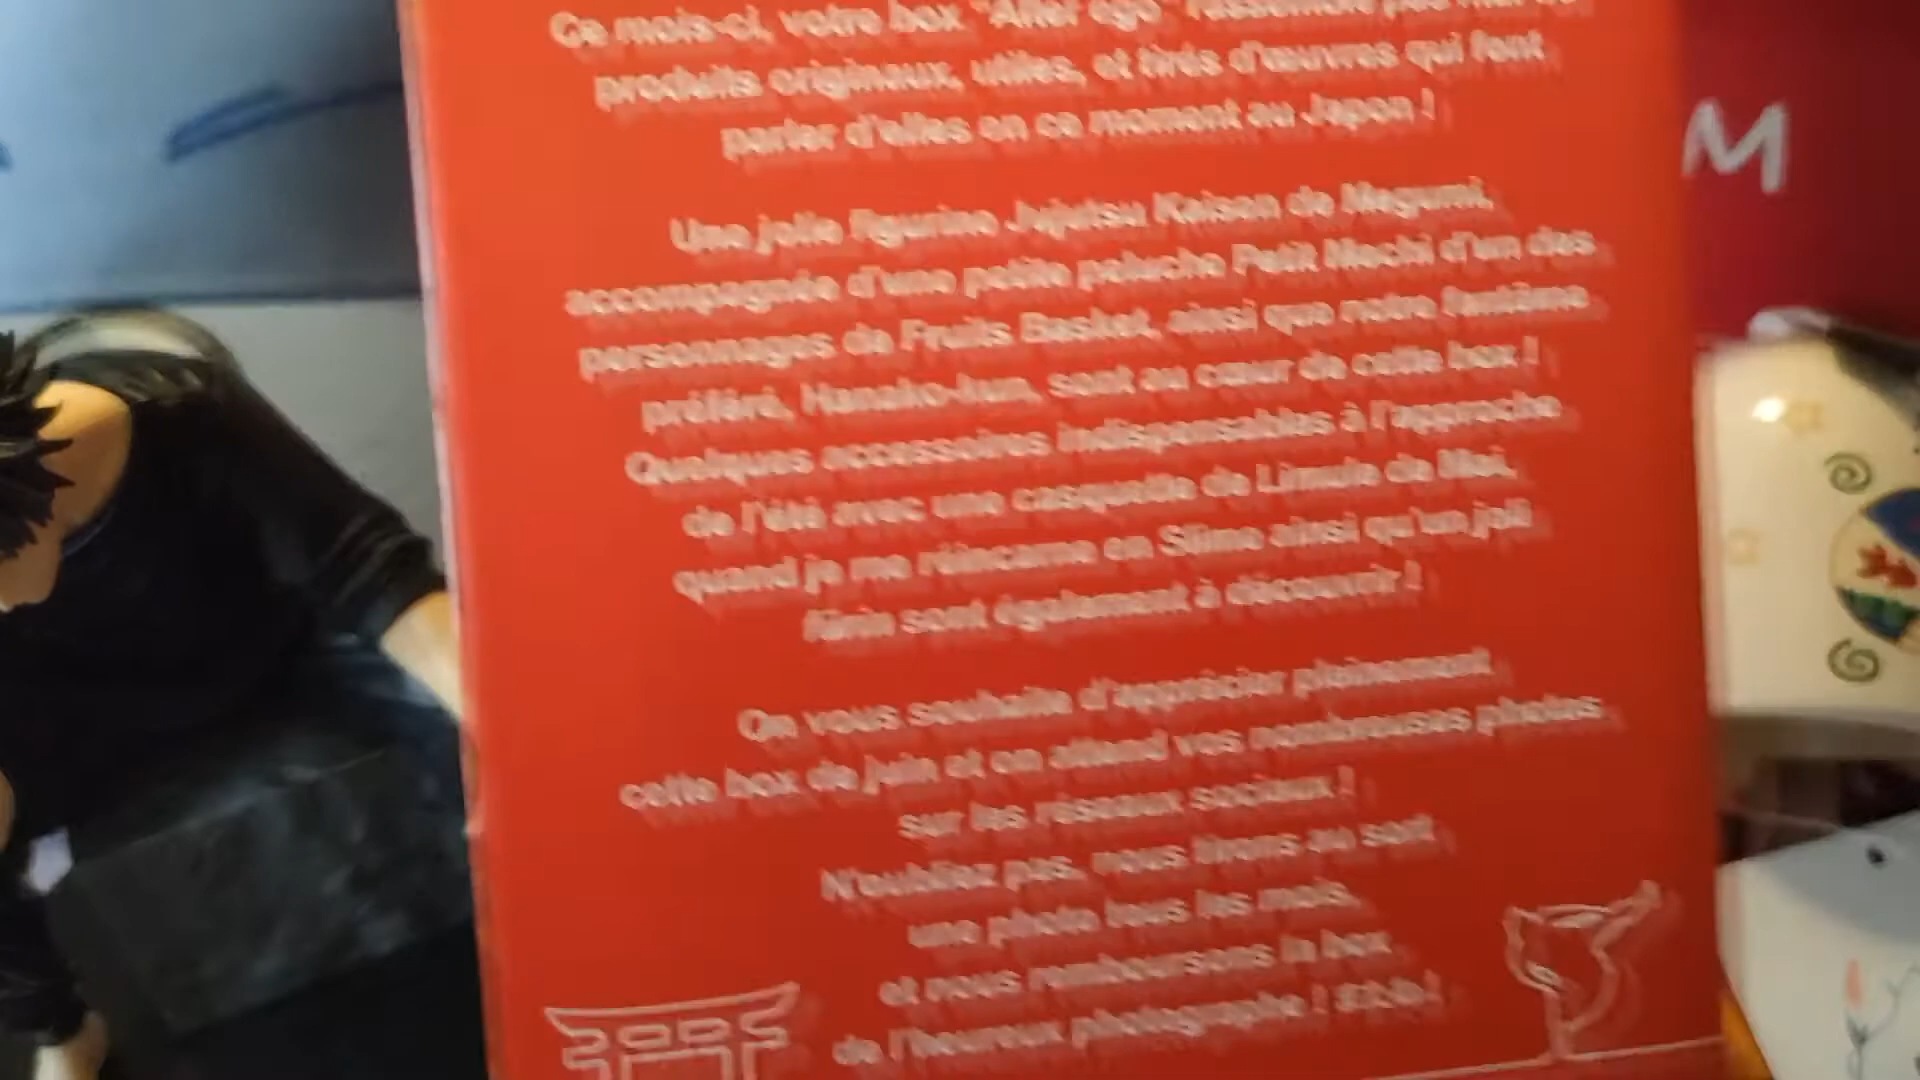 Ce mois-ci, votre box "Alter ego" rassemble pas mal de
produits originaux, utiles, et tirés d'œuvres qui font
parler d'elles en ce moment au Japon !
Une jolie figurine Jujutsu Kaisen de Megumi,
accompagnée d'une petite peluche Petit Mochi d'un des
personnages de Fruits Basket, ainsi que notre fantôme
préféré, Hanako-kun, sont au cœur de cette box !
Quelques accessoires indispensables à l'approche
de l'été avec une casquette de Limule de Moi,
quand je me réincarne en Slime ainsi qu'un joli
sont également à découvrir !
On vous souhaite d'apprécier pleinement
cette box de juin et on attend vos nombreuses photos
sur les réseaux sociaux !
N'oubliez pas, nous tirons au sort
une photo tous les mois,
et nous remboursons la box
de l'heureux photographe !
M